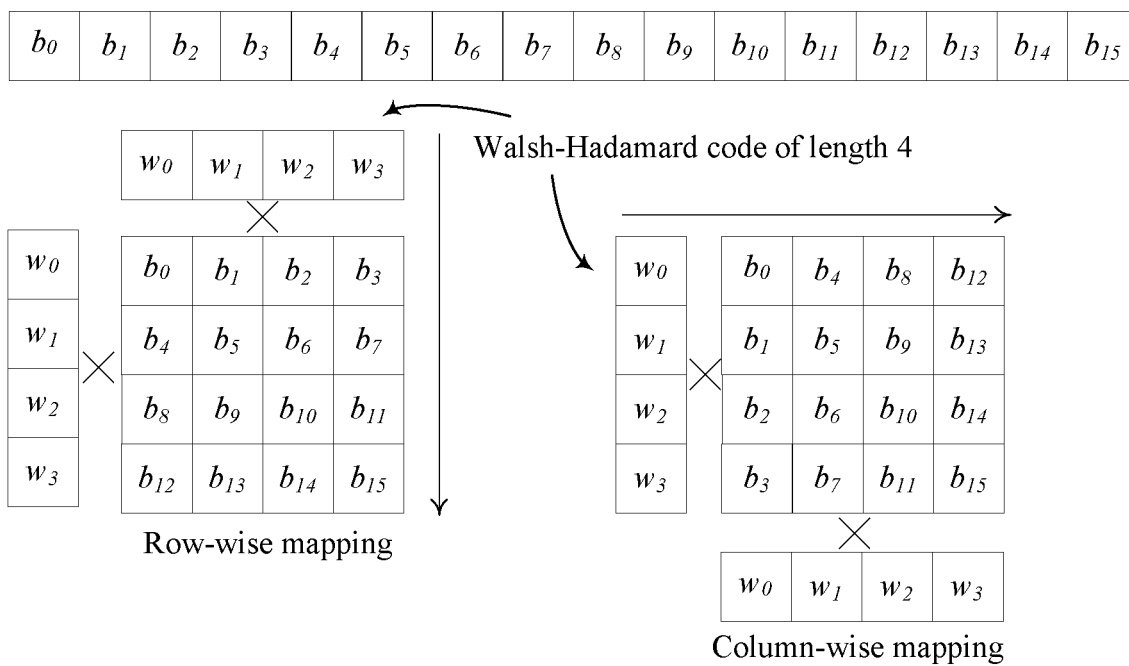 b0 b1 b2 b3 b4 b5 b6 b7 b8 b9 b10 b11 b12 b13 b14 b15
Walsh-Hadamard code of length 4
w0 w1 w2 w3
w0 b0 b1 b2 b3
w1 b4 b5 b6 b7
w2 b8 b9 b10 b11
w3 b12 b13 b14 b15
Row-wise mapping
w0 b0 b4 b8 b12
w1 b1 b5 b9 b13
w2 b2 b6 b10 b14
w3 b3 b7 b11 b15
w0 w1 w2 w3
Column-wise mapping